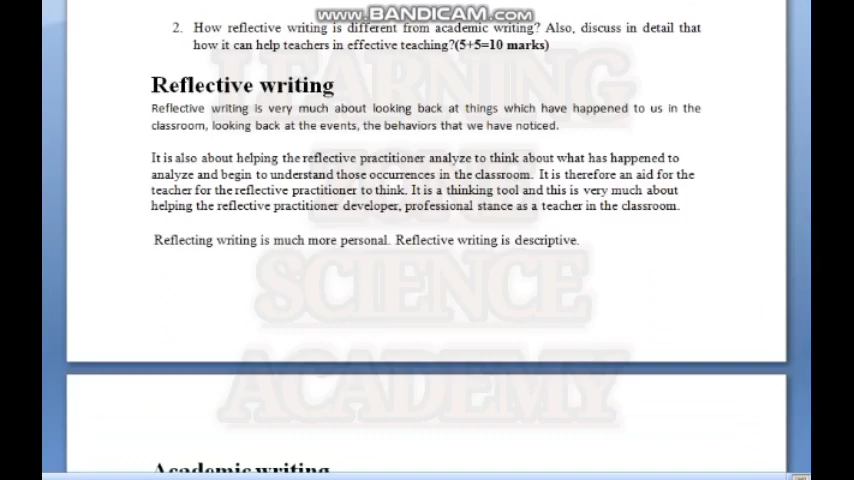 www.BANDICAM.com
2. How reflective writing is different from academic writing? Also, discuss in detail that
how it can help teachers in effective teaching?(5+5=10 marks)
Reflective writing
Reflective writing is very much about looking back at things which have happened to us in the
classroom, looking back at the events, the behaviors that we have noticed.
It is also about helping the reflective practitioner analyze to think about what has happened to
analyze and begin to understand those occurrences in the classroom. It is therefore an aid for the
teacher for the reflective practitioner to think. It is a thinking tool and this is very much about
helping the reflective practitioner developer, professional stance as a teacher in the classroom.
Reflecting writing is much more personal. Reflective writing is descriptive.
LEARNING
ZONE
SCIENCE
ACADEMY
Academic writing